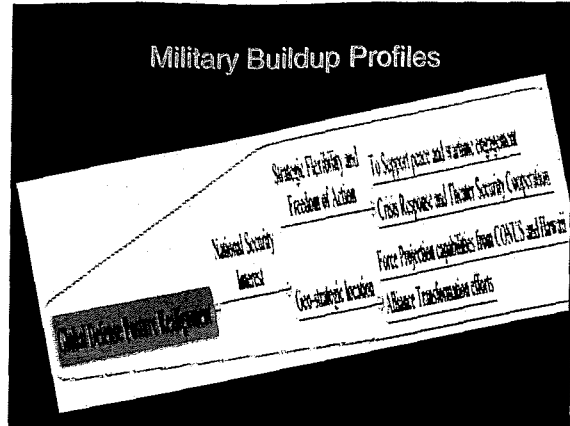 Military Buildup Profiles
Strategic Flexibility and
Freedom of Action
To Support peace and wartime engagement
Crisis Response and Theater Security Cooperation
National Security
Interest
Force Projection capabilities from CONUS and Hawaii
Geo-strategic location
Alliance Transformation efforts
Global Defense Posture Realignment